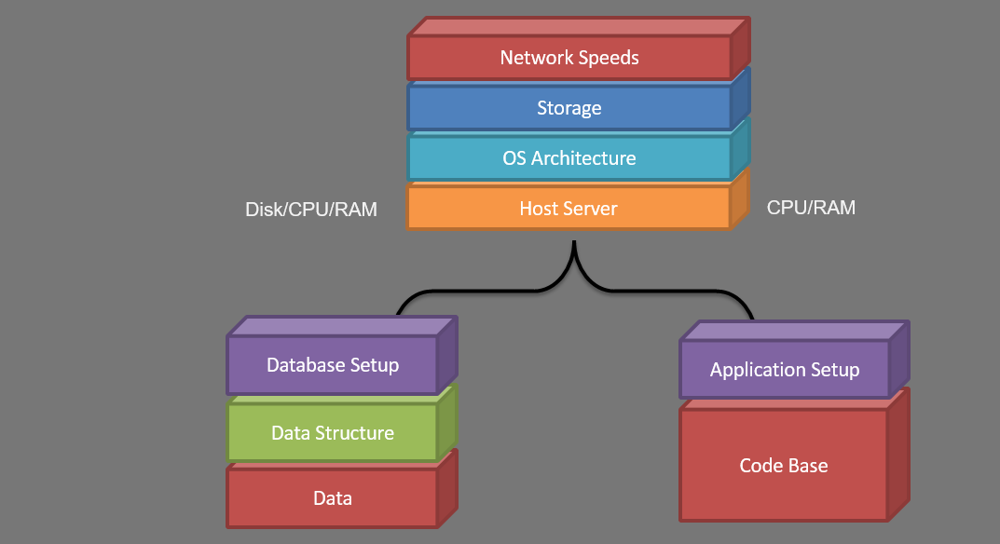 Network Speeds
Storage
OS Architecture
Disk/CPU/RAM
Host Server
CPU/RAM
Database Setup
Data Structure
Data
Application Setup
Code Base